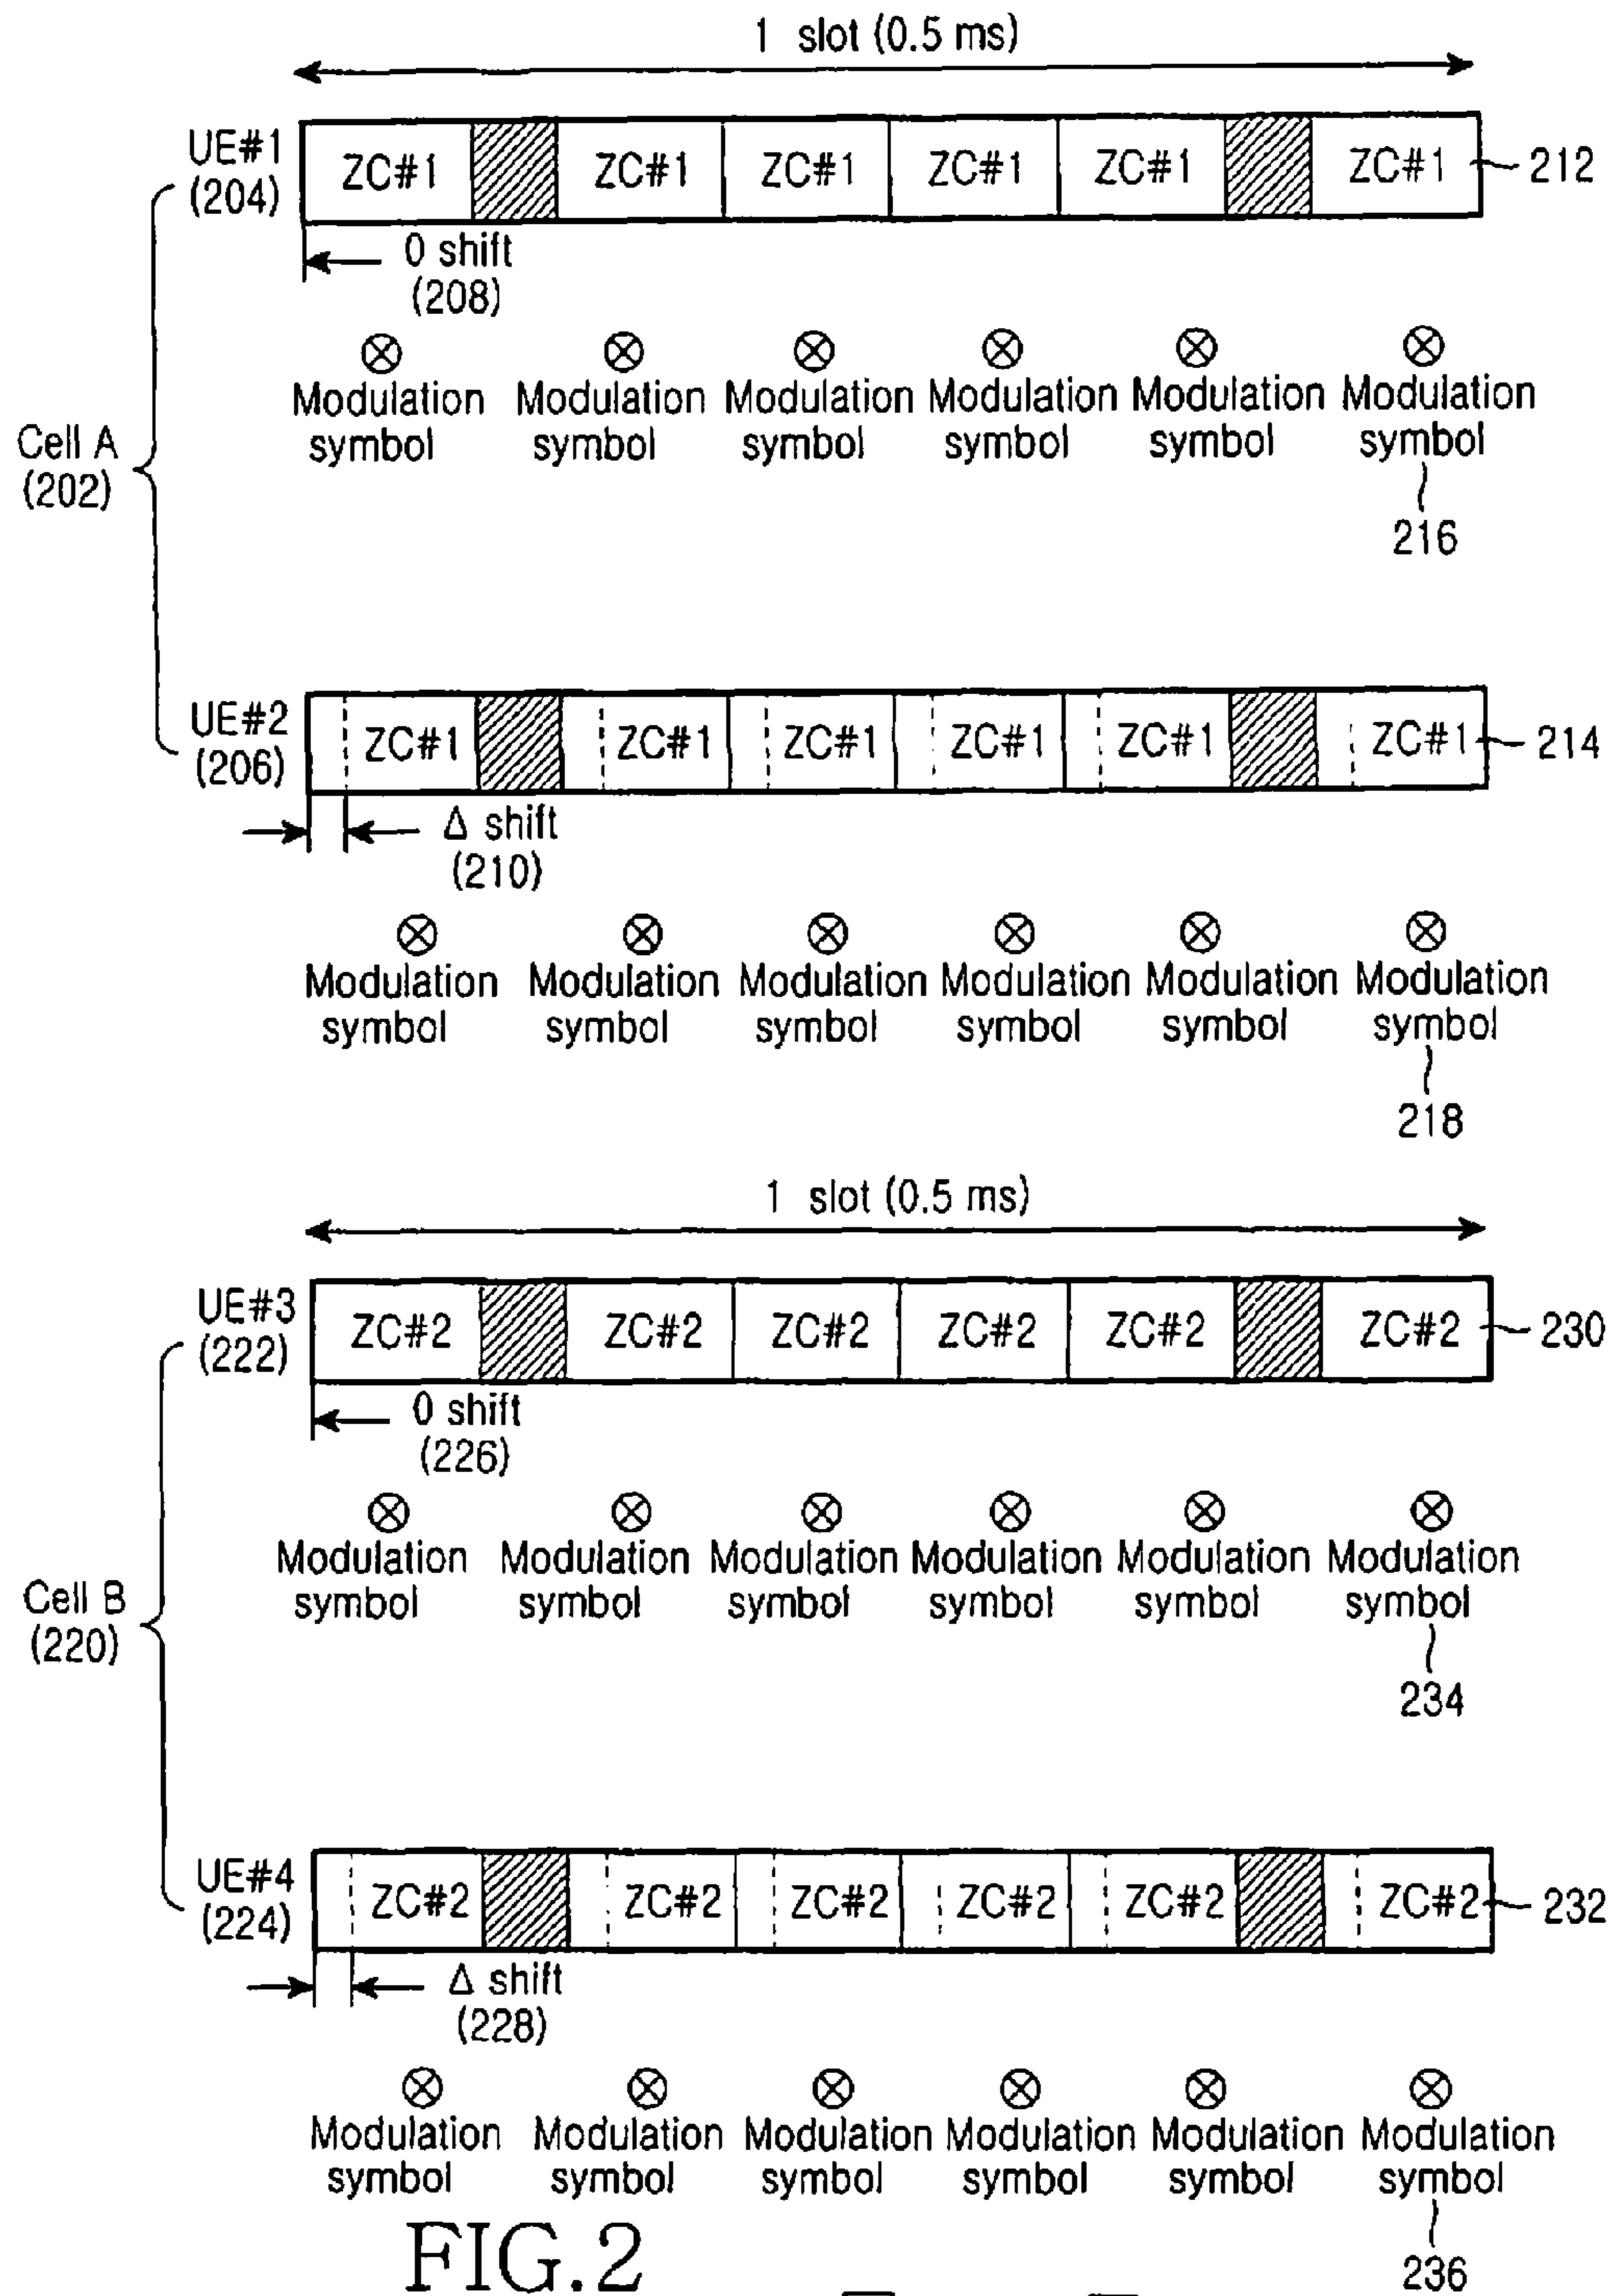 1 slot (0.5 ms)
UE#1
(204)
ZC#1 ZC#1 ZC#1 ZC#1 ZC#1 ZC#1
212
0 shift
(208)
Modulation Modulation Modulation Modulation Modulation Modulation
symbol symbol symbol symbol symbol symbol
216
Cell A
(202)
UE#2
(206)
ZC#1 ZC#1 ZC#1 ZC#1 ZC#1 ZC#1
214
Δ shift
(210)
Modulation Modulation Modulation Modulation Modulation Modulation
symbol symbol symbol symbol symbol symbol
218
1 slot (0.5 ms)
UE#3
(222)
ZC#2 ZC#2 ZC#2 ZC#2 ZC#2 ZC#2
230
0 shift
(226)
Modulation Modulation Modulation Modulation Modulation Modulation
symbol symbol symbol symbol symbol symbol
234
Cell B
(220)
UE#4
(224)
ZC#2 ZC#2 ZC#2 ZC#2 ZC#2 ZC#2
232
Δ shift
(228)
Modulation Modulation Modulation Modulation Modulation Modulation
symbol symbol symbol symbol symbol symbol
236
FIG.2